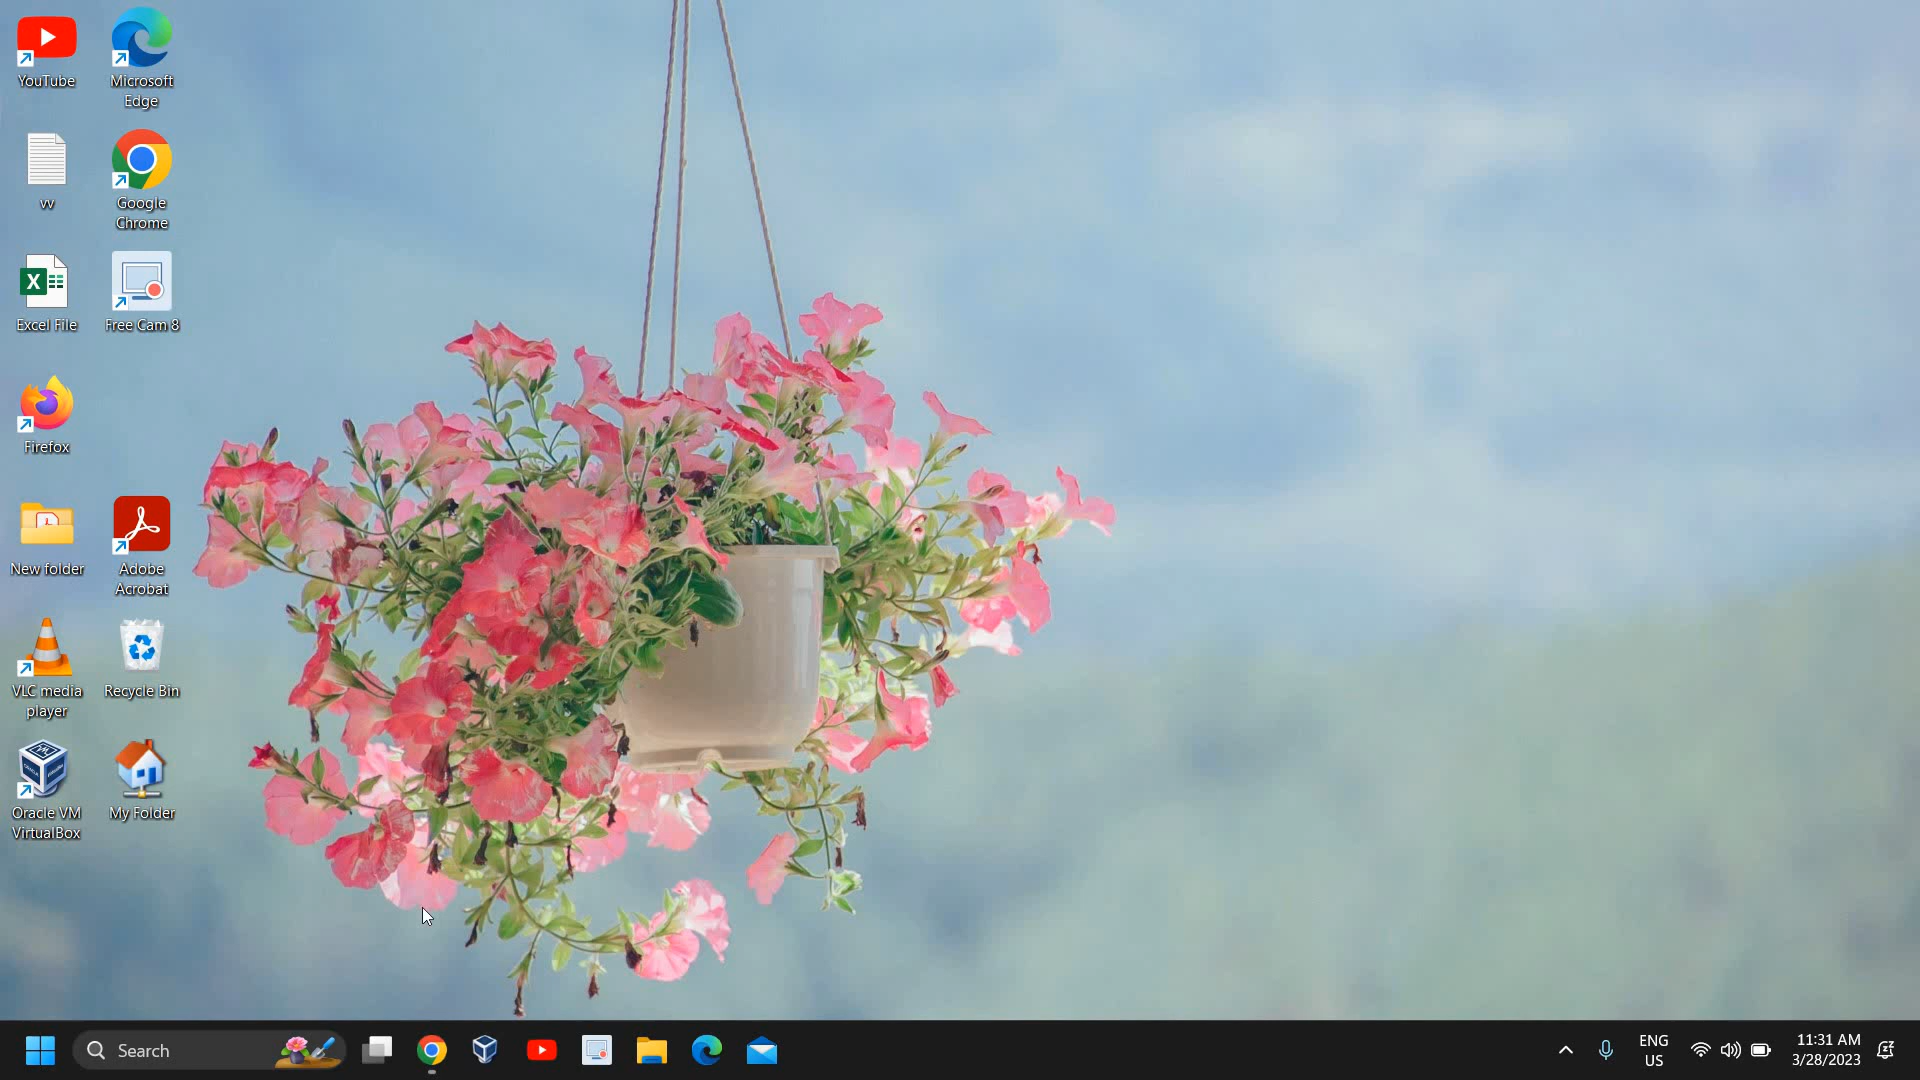 YouTube
Microsoft
Edge
vv
Google
Chrome
Excel File
Free Cam 8
Firefox
New folder
Adobe
Acrobat
VLC media
player
Recycle Bin
Oracle VM
VirtualBox
My Folder
Search
ENG
US
11:31 AM
3/28/2023